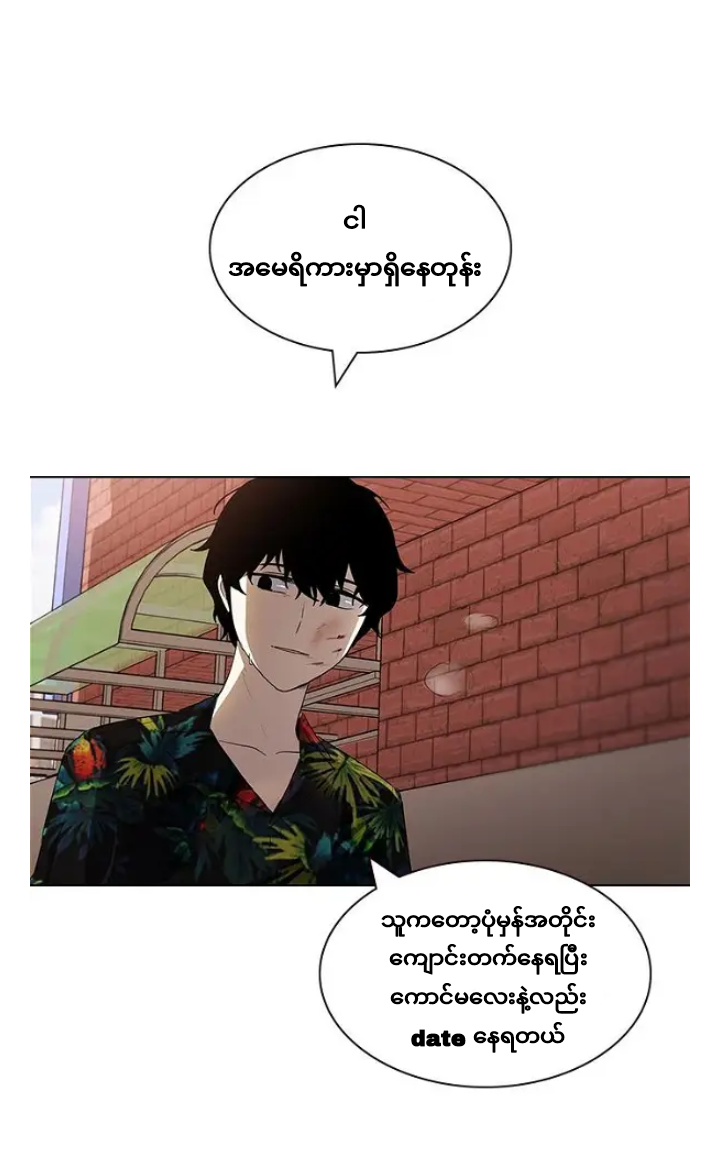 ငါ
အမေရိကားမှာရှိနေတုန်း
သူကတော့ပုံမှန်အတိုင်း
ကျောင်းတက်နေရပြီး
ကောင်မလေးနဲ့လည်း
date နေရတယ်